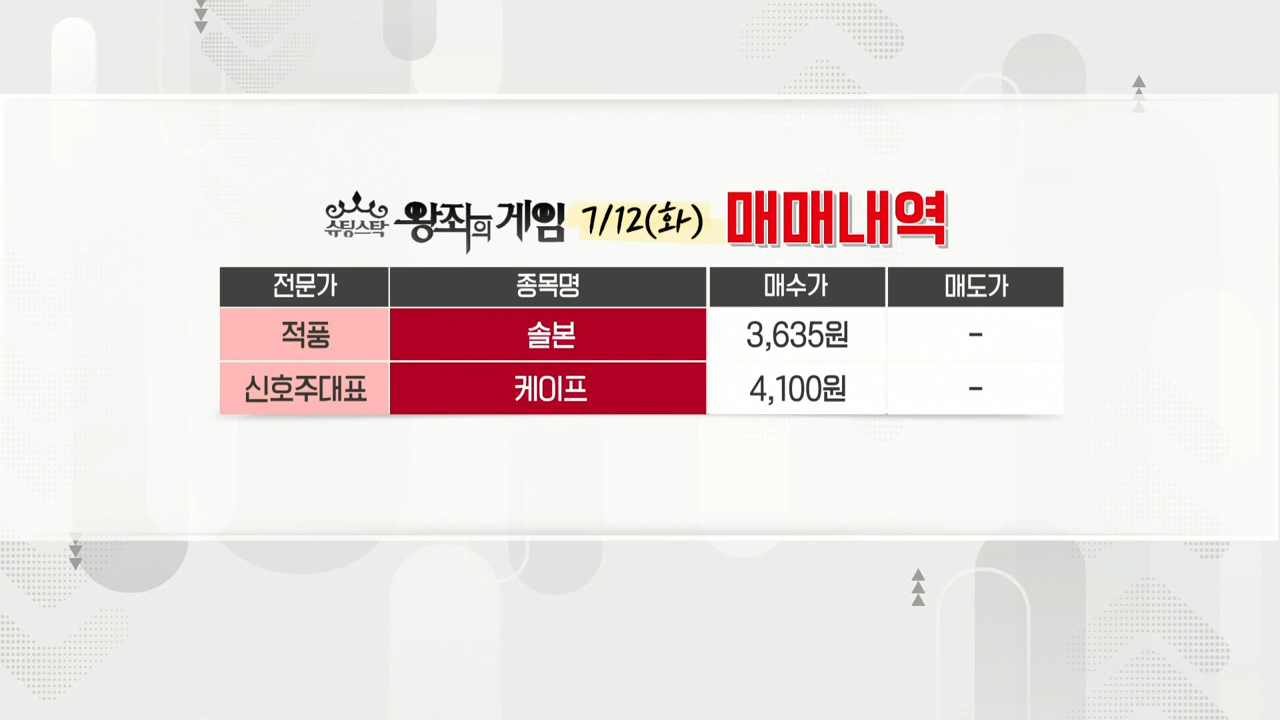 슈팅스탁 왕좌의 게임 7/12(화) 매매내역
전문가 종목명 매수가 매도가
적풍 솔본 3,635원 -
신호주대표 케이프 4,100원 -